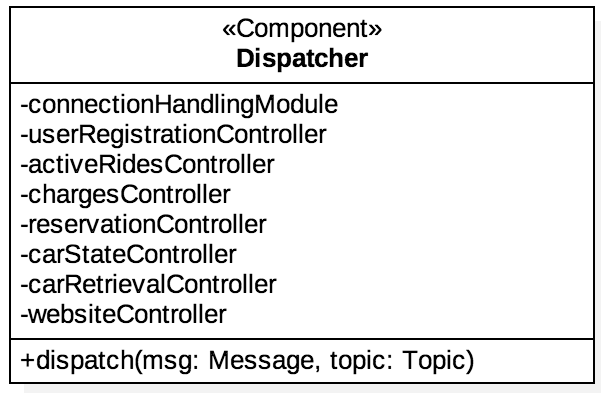 «Component»
Dispatcher
-connectionHandlingModule
-userRegistrationController
-activeRidesController
-chargesController
-reservationController
-carStateController
-carRetrievalController
-websiteController
+dispatch(msg: Message, topic: Topic)